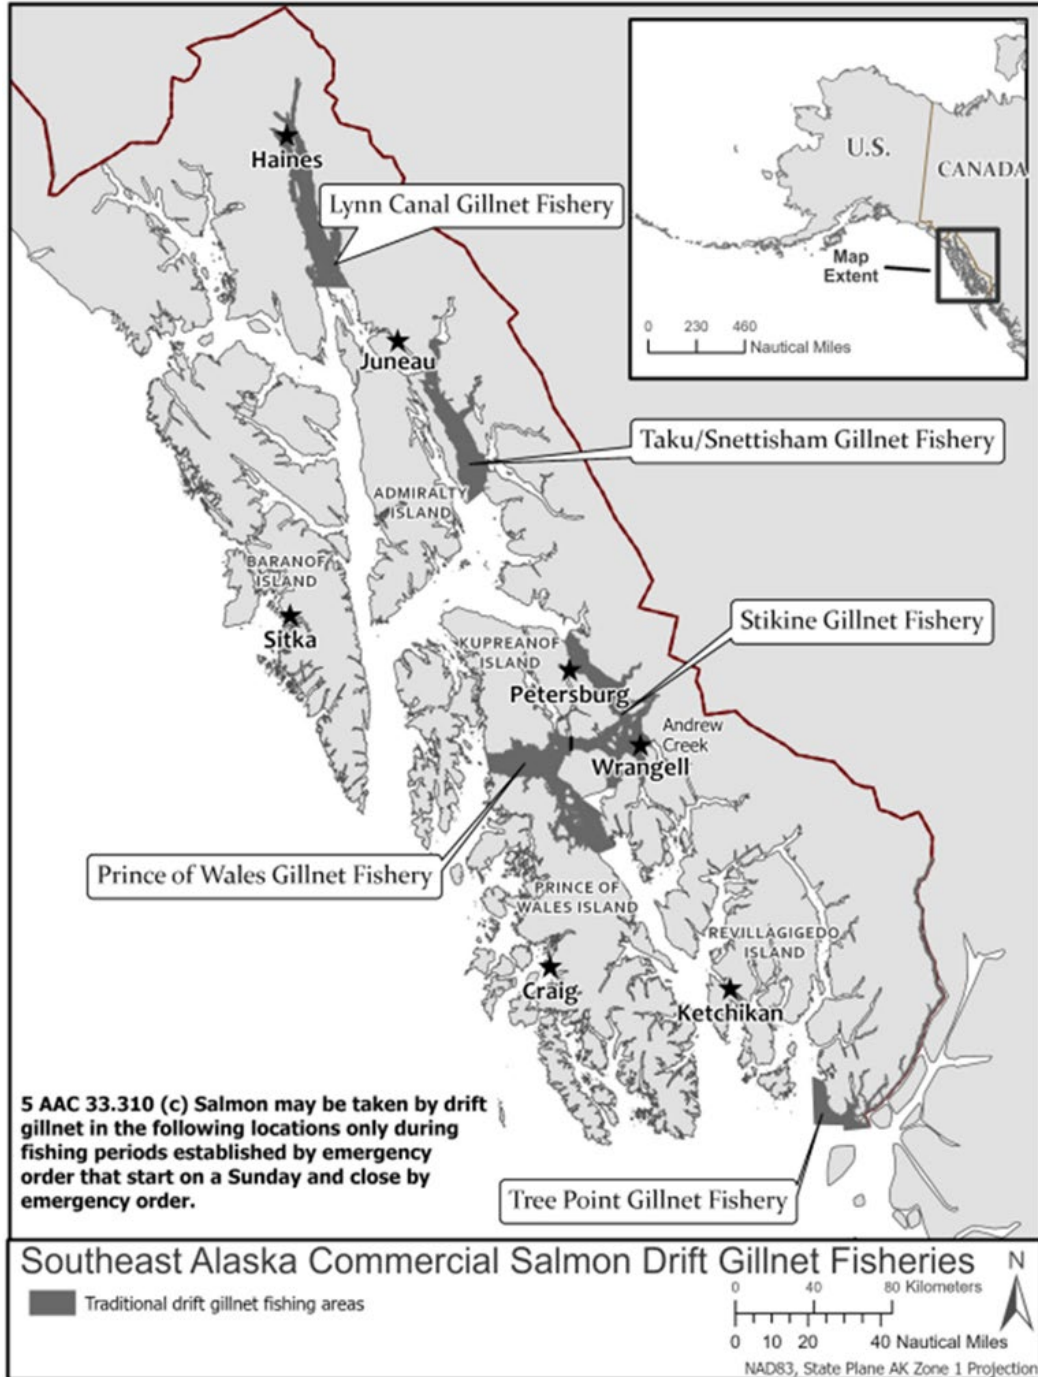 Haines
Lynn Canal Gillnet Fishery
U.S.
CANADA
Map
Extent
0 230 460
Nautical Miles
Juneau
Taku/Snettisham Gillnet Fishery
ADMIRALTY
ISLAND
BARANOF
ISLAND
Sitka
Stikine Gillnet Fishery
KUPREANOF
ISLAND
Petersburg
Andrew
Creek
Wrangell
Prince of Wales Gillnet Fishery
PRINCE OF
WALES ISLAND
REVILLAGIGEDO
ISLAND
Craig
Ketchikan
5 AAC 33.310 (c) Salmon may be taken by drift
gillnet in the following locations only during
fishing periods established by emergency
order that start on a Sunday and close by
emergency order.
Tree Point Gillnet Fishery
Southeast Alaska Commercial Salmon Drift Gillnet Fisheries
N
Traditional drift gillnet fishing areas
0 40 80 Kilometers
0 10 20 40 Nautical Miles
NAD83, State Plane AK Zone 1 Projection